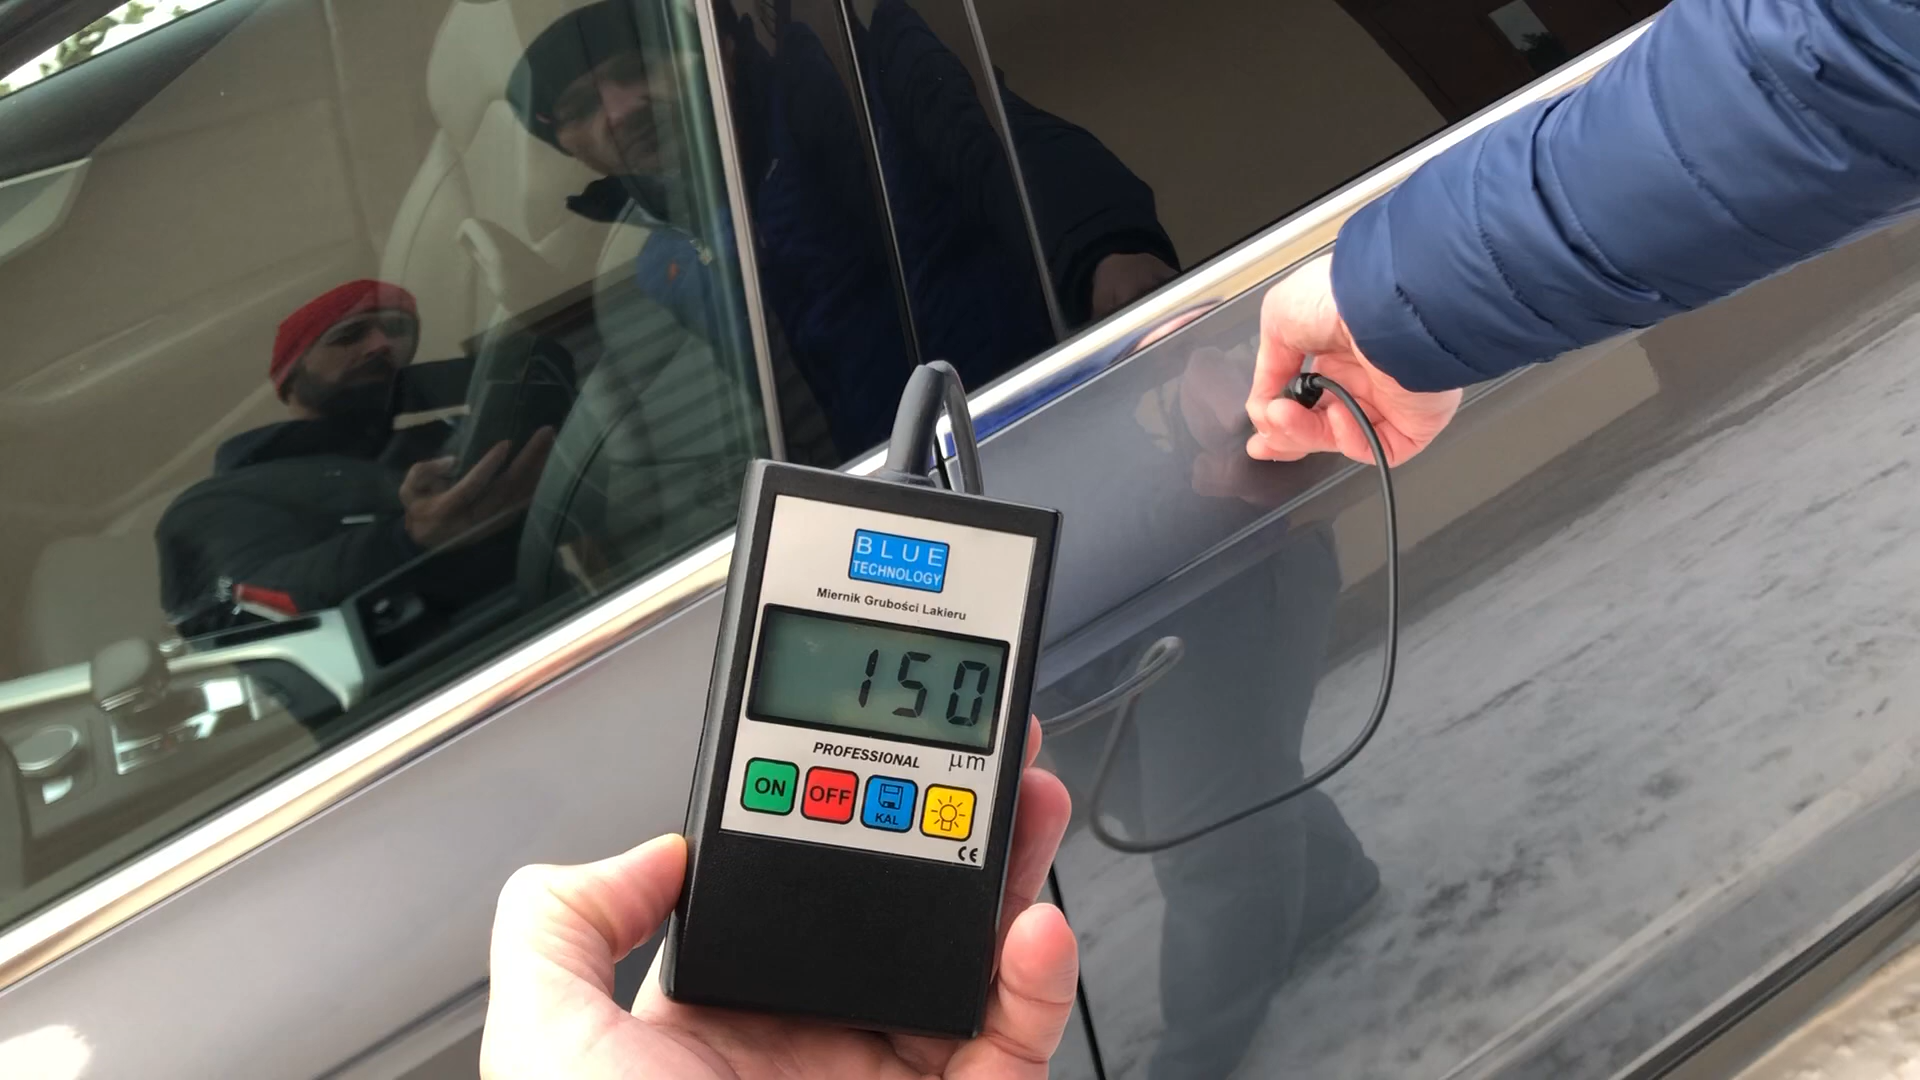 BLUE
TECHNOLOGY
Miernik Grubości Lakieru
150
PROFESSIONAL μm
ON OFF KAL
CE